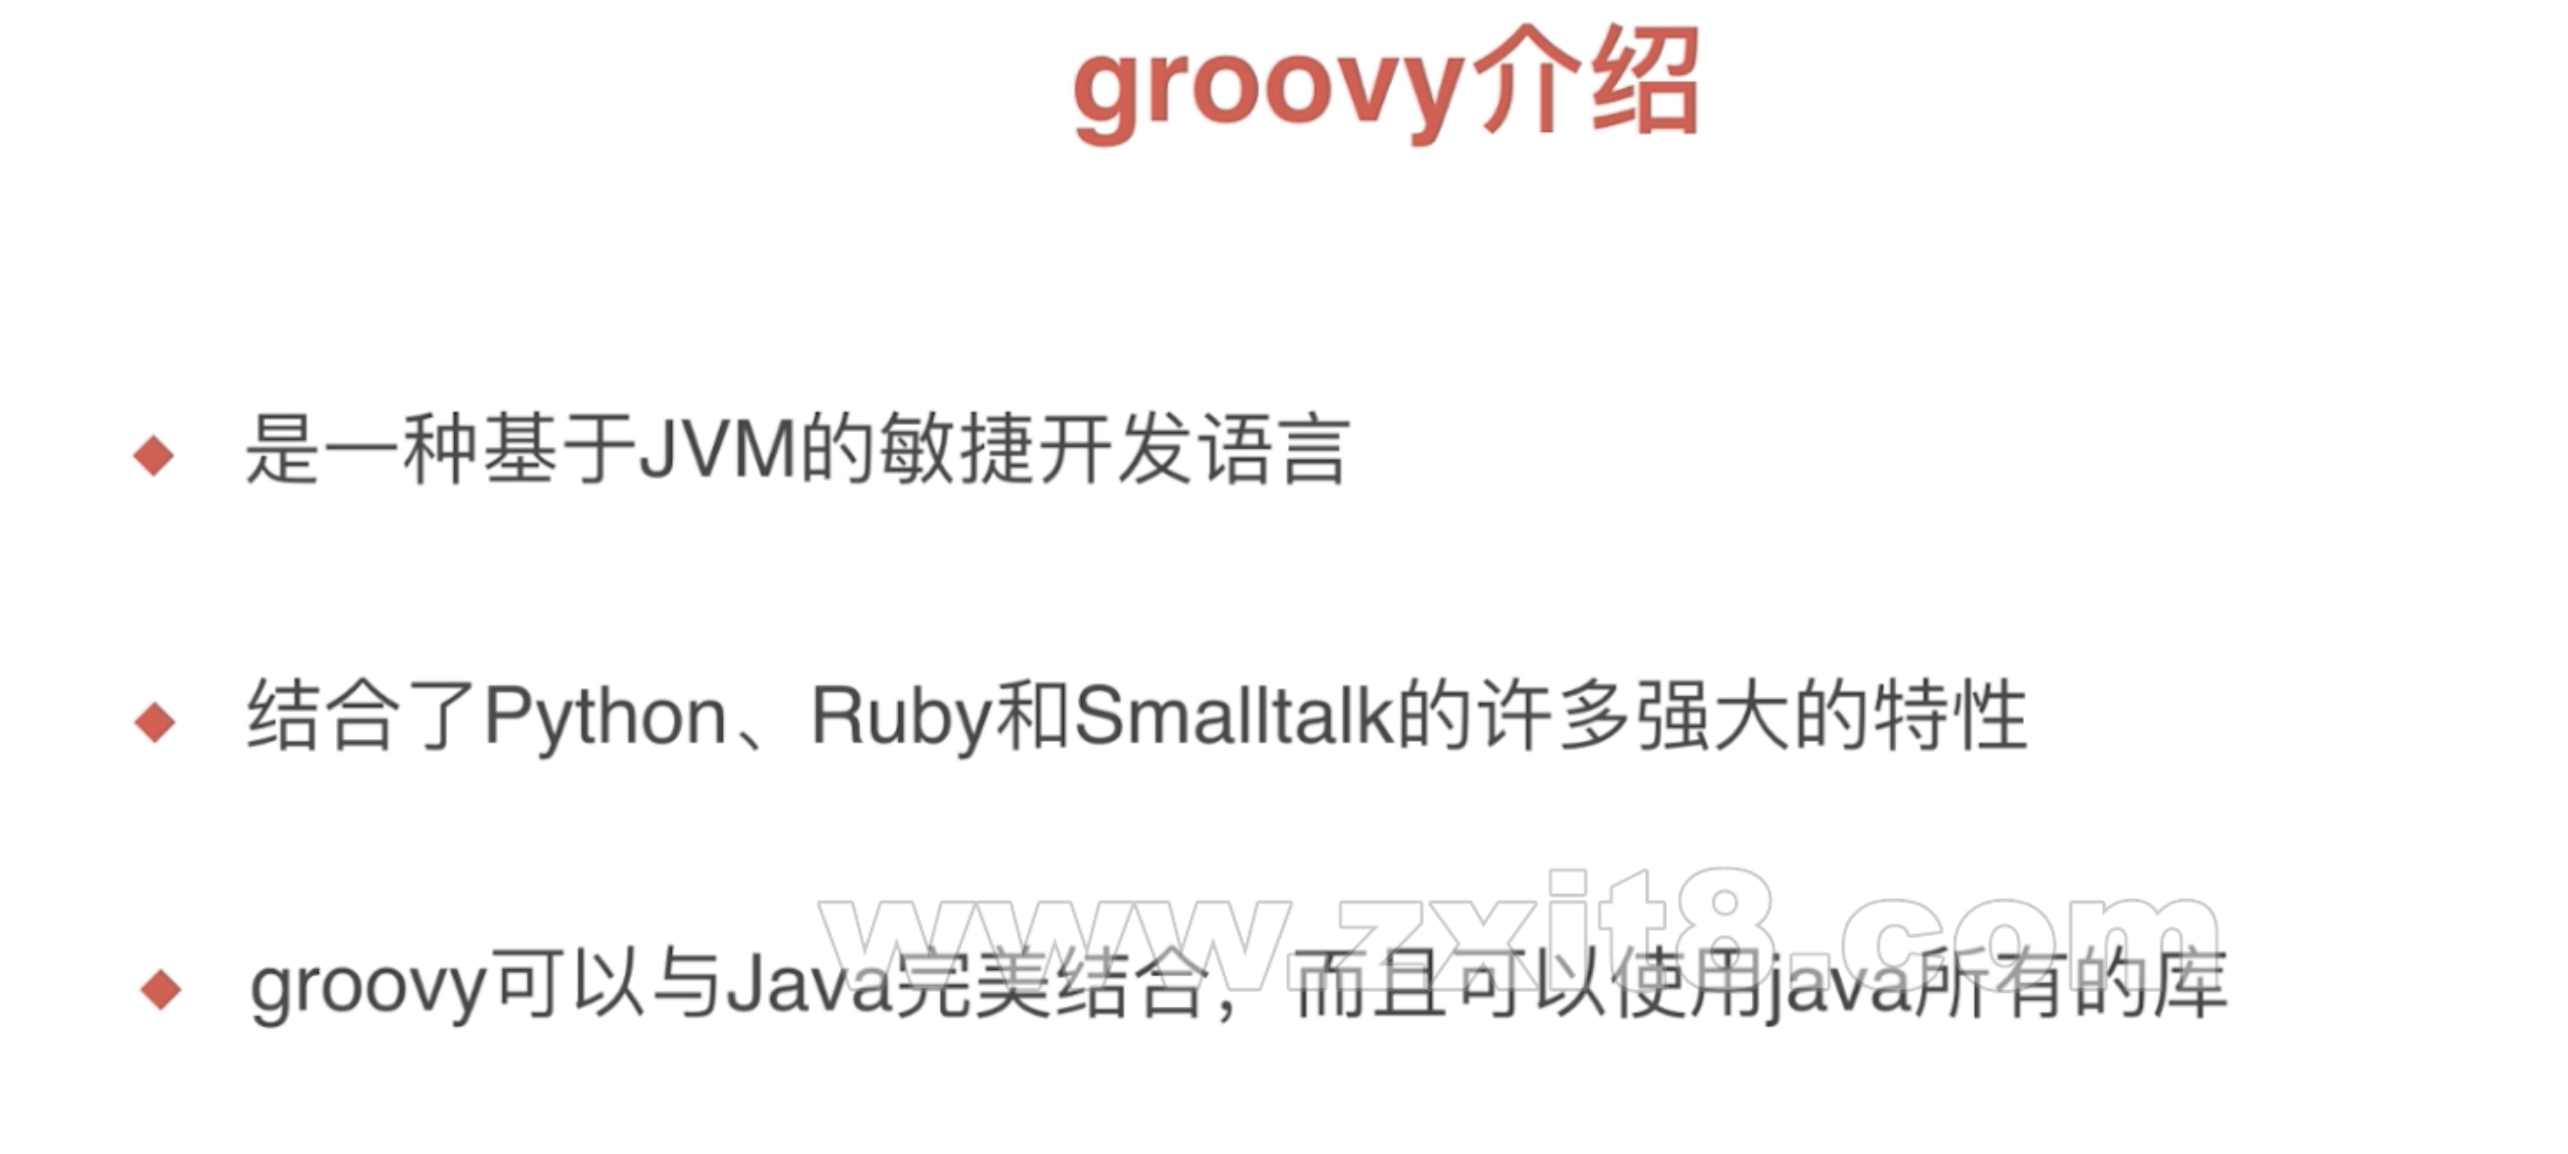 groovy介绍
是一种基于JVM的敏捷开发语言
结合了Python、Ruby和Smalltalk的许多强大的特性
www.zxit8.com
groovy可以与Java完美结合，而且可以使用java所有的库